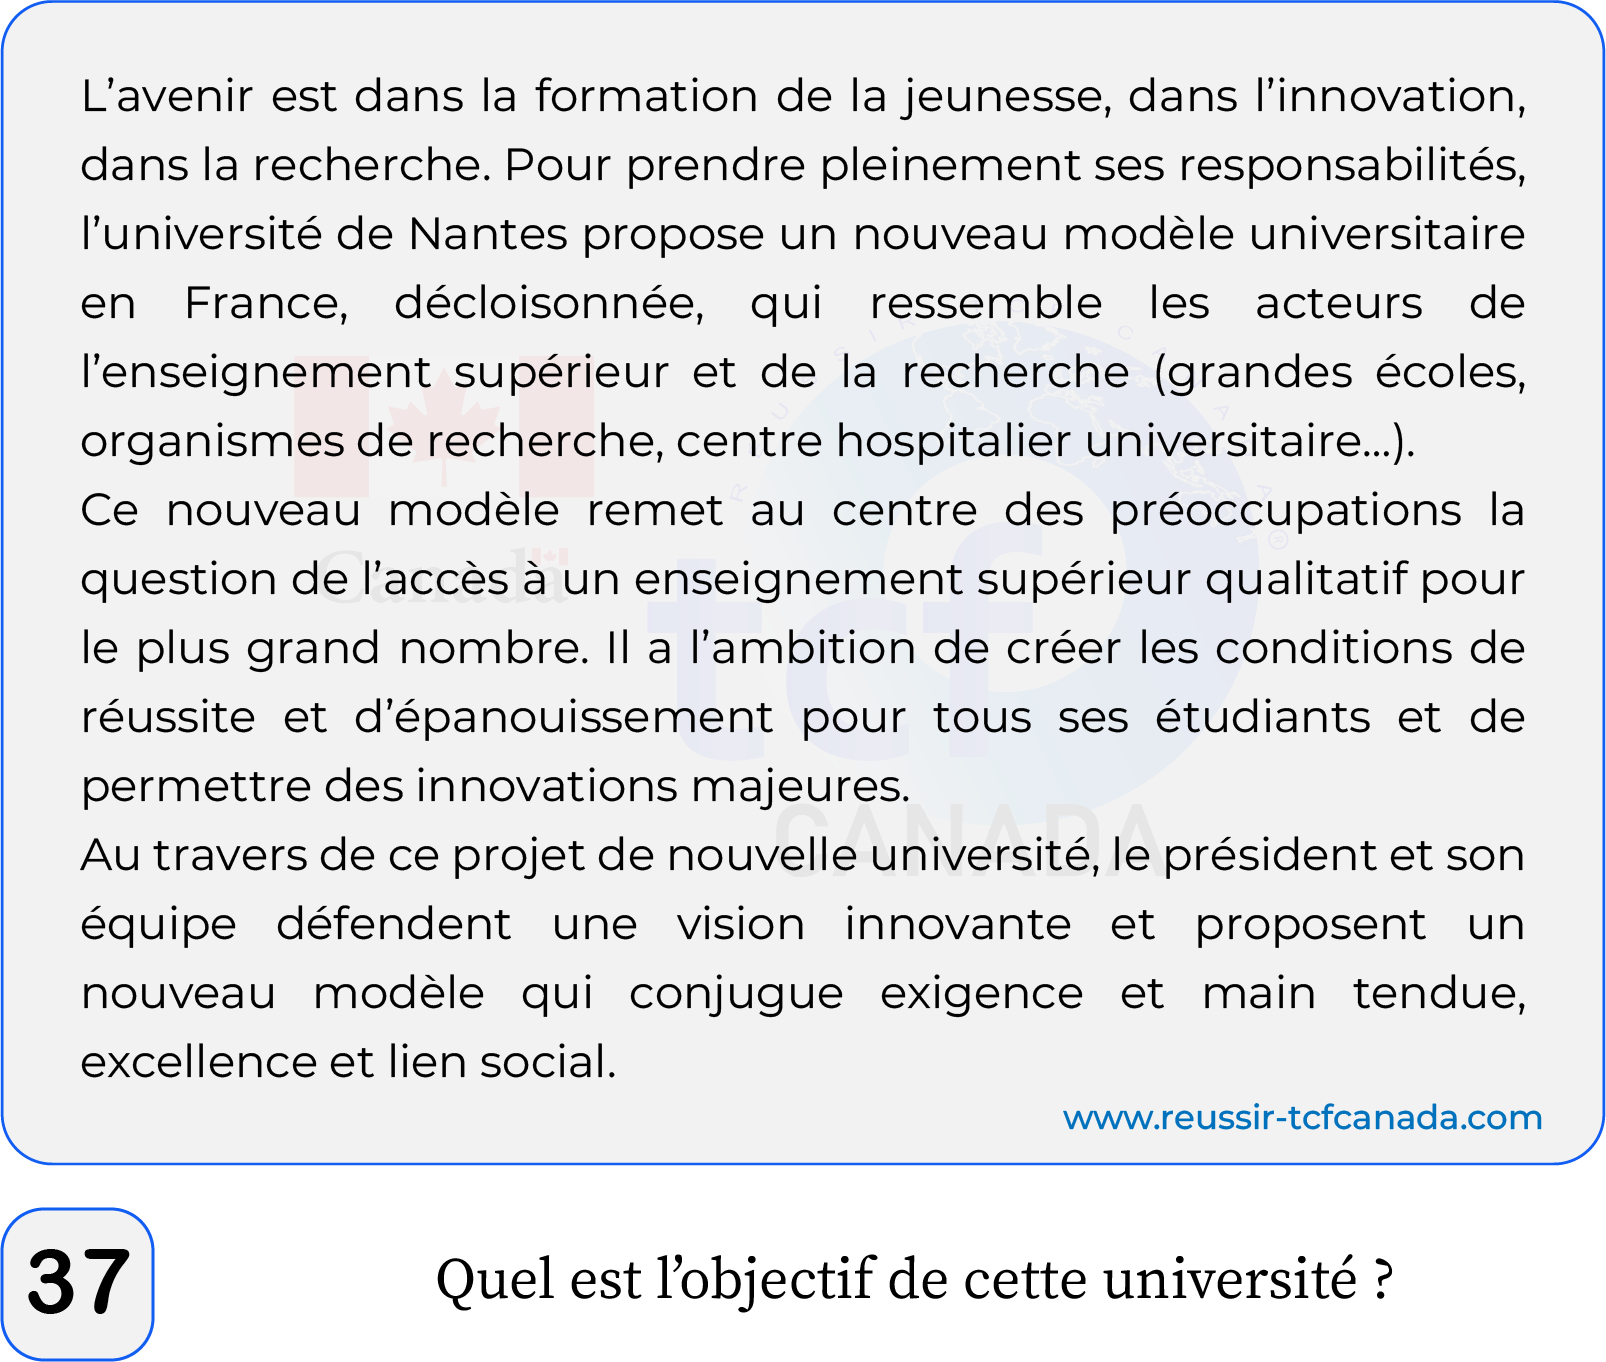 L’avenir est dans la formation de la jeunesse, dans l’innovation,
dans la recherche. Pour prendre pleinement ses responsabilités,
l’université de Nantes propose un nouveau modèle universitaire
en France, décloisonnée, qui ressemble les acteurs de
l’enseignement supérieur et de la recherche (grandes écoles,
organismes de recherche, centre hospitalier universitaire...).
Ce nouveau modèle remet au centre des préoccupations la
question de l’accès à un enseignement supérieur qualitatif pour
le plus grand nombre. Il a l’ambition de créer les conditions de
réussite et d’épanouissement pour tous ses étudiants et de
permettre des innovations majeures.
Au travers de ce projet de nouvelle université, le président et son
équipe défendent une vision innovante et proposent un
nouveau modèle qui conjugue exigence et main tendue,
excellence et lien social.
www.reussir-tcfcanada.com
Canada
REUSSIR TCF CANADA®
tcf
CANADA
37
Quel est l’objectif de cette université ?